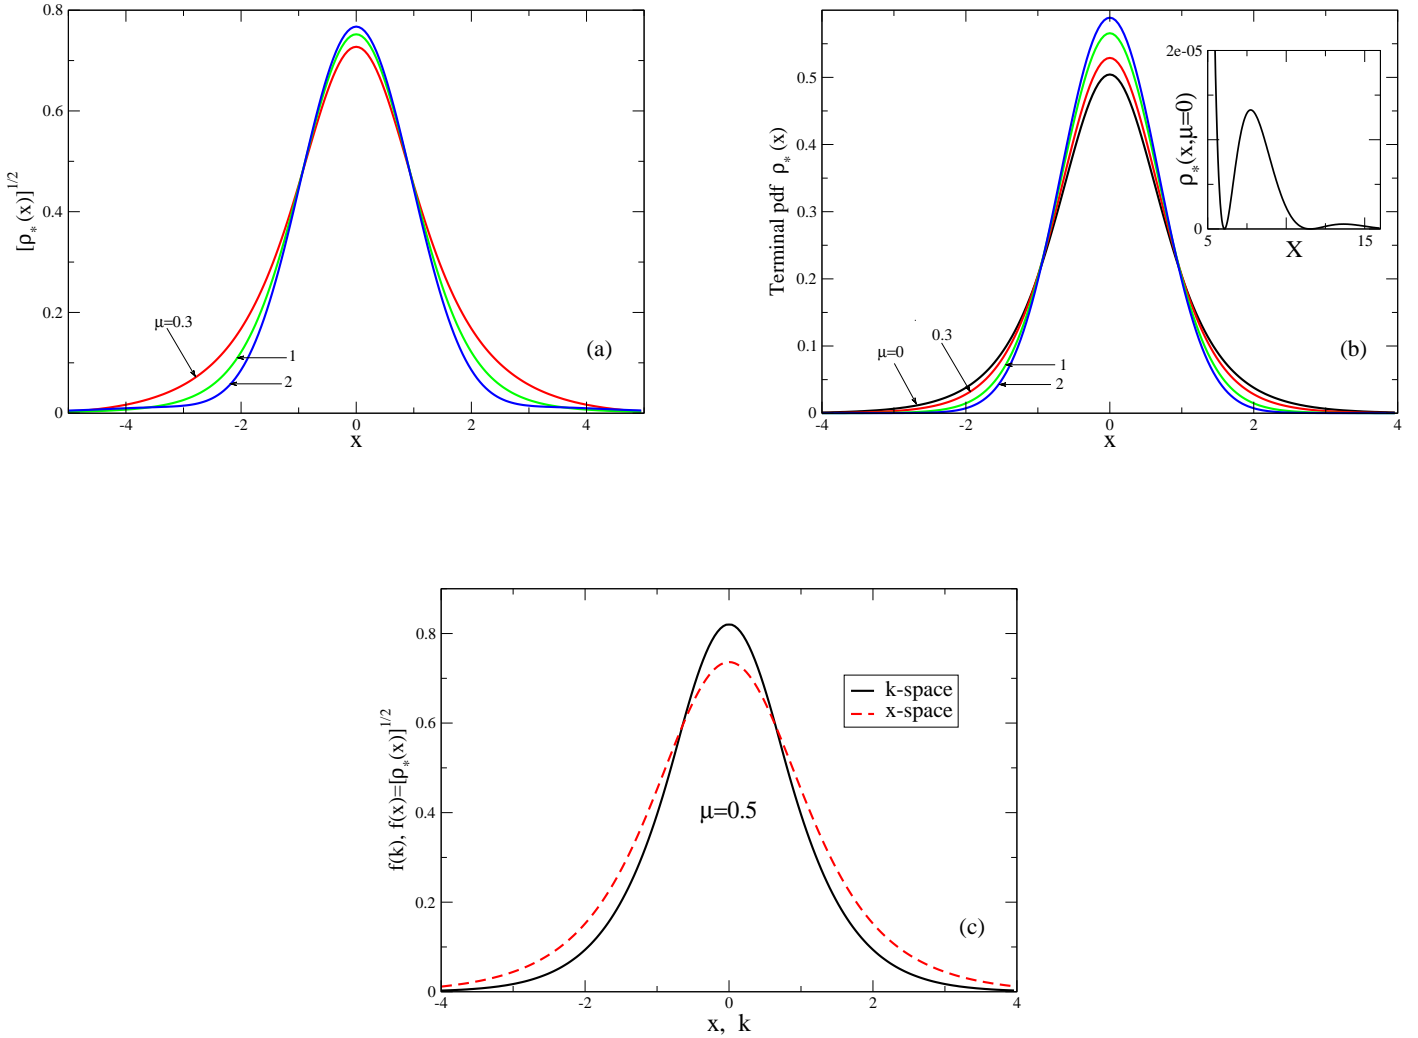 0.8
0.6
0.4
0.2
0
[ρ*(x)]^1/2
μ=0.3
1
2
(a)
-4
-2
0
2
4
x
0.5
0.4
0.3
0.2
0.1
0
Terminal pdf ρ*(x)
μ=0
0.3
1
2
(b)
-4
-2
0
2
4
x
2e-05
0
ρ*(x,μ=0)
5
15
X
0.8
0.6
0.4
0.2
0
f(k), f(x)=[ρ*(x)]^1/2
k-space
x-space
μ=0.5
(c)
-4
-2
0
2
4
x, k